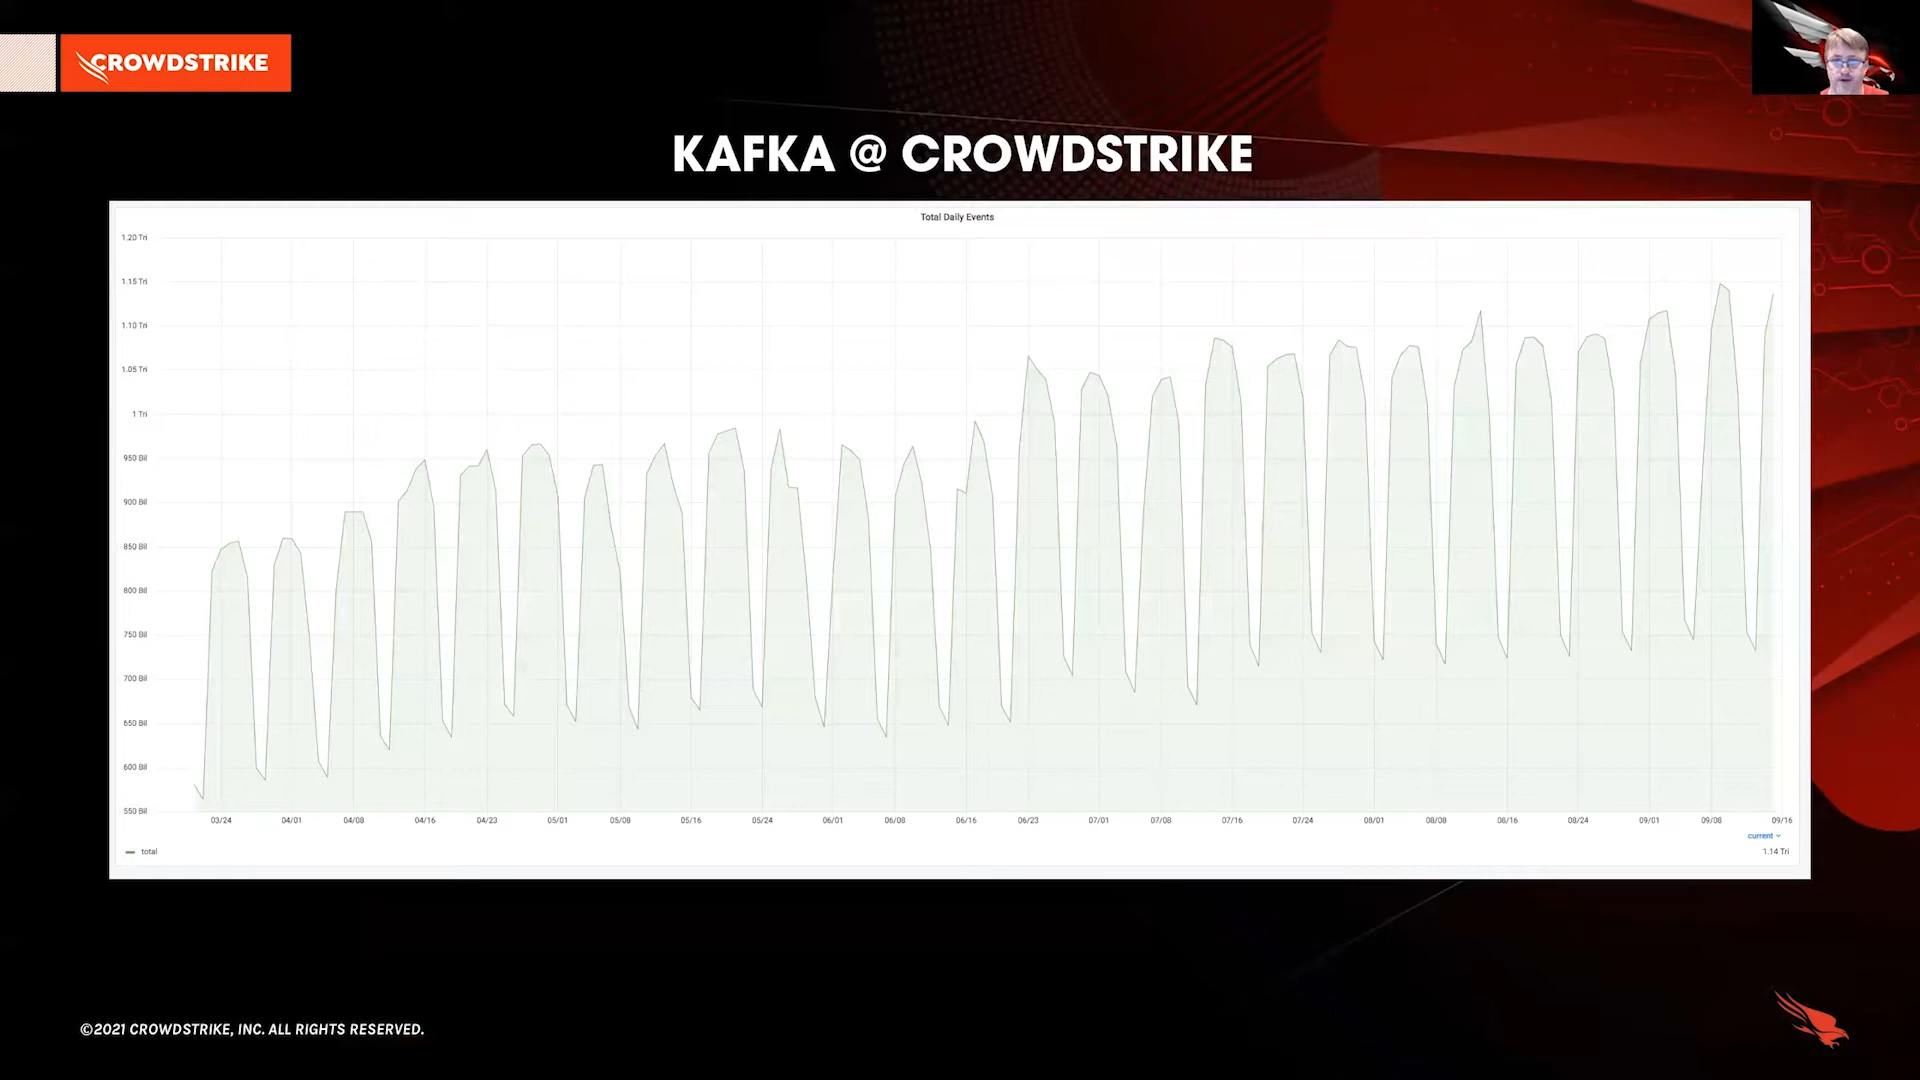 CROWDSTRIKE
KAFKA @ CROWDSTRIKE
Total Daily Events
1.20 Tri
1.15 Tri
1.10 Tri
1.05 Tri
1 Tri
950 Bil
900 Bil
850 Bil
800 Bil
750 Bil
700 Bil
650 Bil
600 Bil
550 Bil
03/24 04/01 04/08 04/16 04/23 05/01 05/08 05/16 05/24 06/01 06/08 06/16 06/23 07/01 07/08 07/16 07/24 08/01 08/08 08/16 08/24 09/01 09/08 09/16
current
total 1.14 Tri
©2021 CROWDSTRIKE, INC. ALL RIGHTS RESERVED.